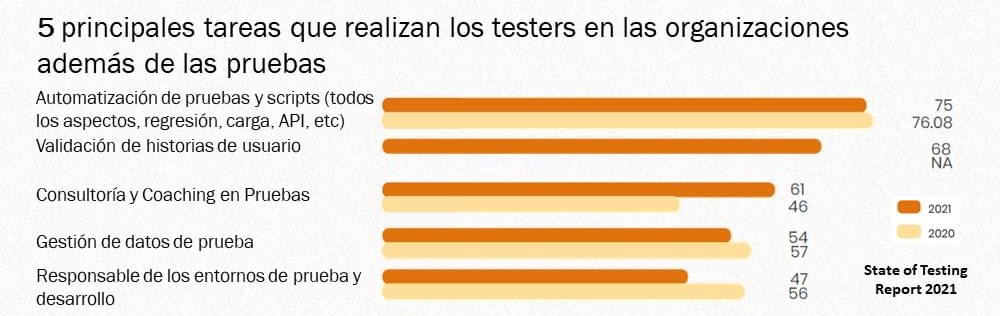 5 principales tareas que realizan los testers en las organizaciones
además de las pruebas
Automatización de pruebas y scripts (todos
los aspectos, regresión, carga, API, etc)
75
76.08
Validación de historias de usuario
68
NA
Consultoría y Coaching en Pruebas
61
46
Gestión de datos de prueba
54
57
Responsable de los entornos de prueba y
desarrollo
47
56
2021
2020
State of Testing
Report 2021